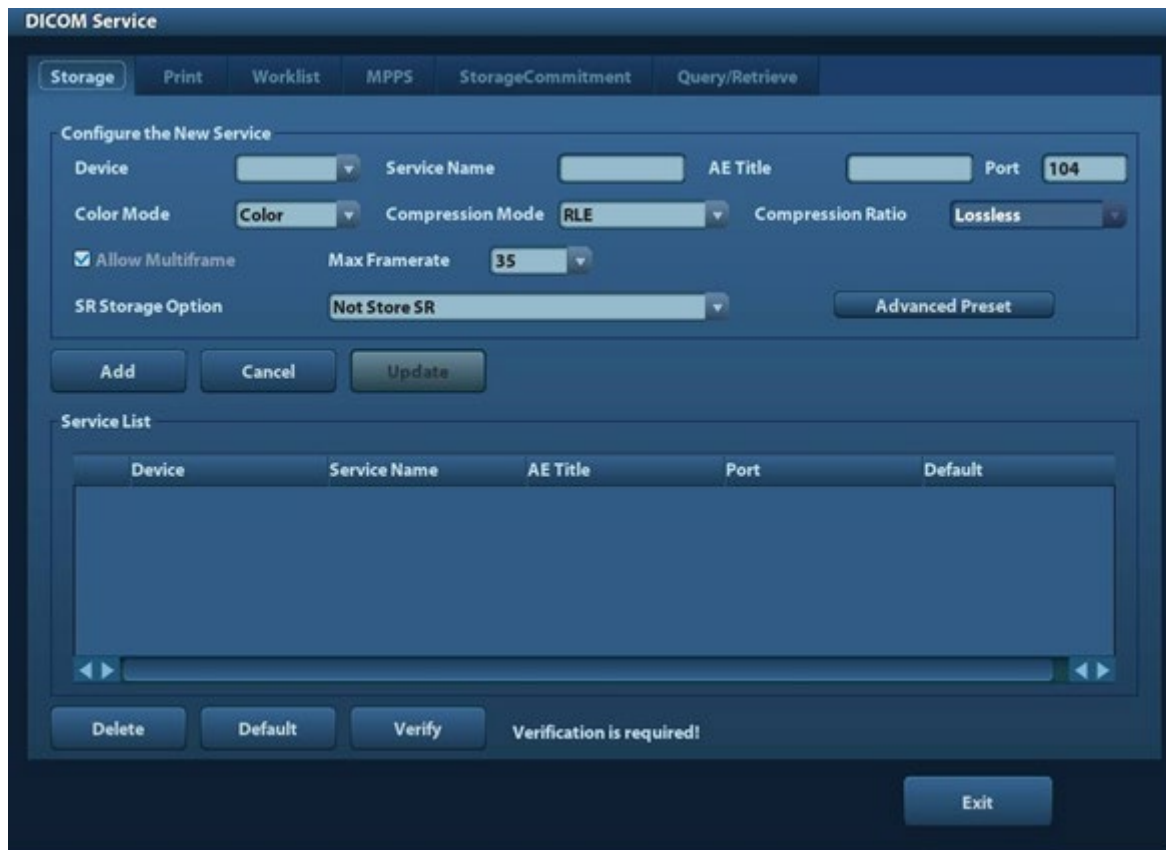 DICOM Service
Storage Print Worklist MPPS StorageCommitment Query/Retrieve
Configure the New Service
Device Service Name AE Title Port 104
Color Mode Color Compression Mode RLE Compression Ratio Lossless
Allow Multiframe Max Framerate 35
SR Storage Option Not Store SR Advanced Preset
Add Cancel Update
Service List
Device Service Name AE Title Port Default
Delete Default Verify Verification is required!
Exit